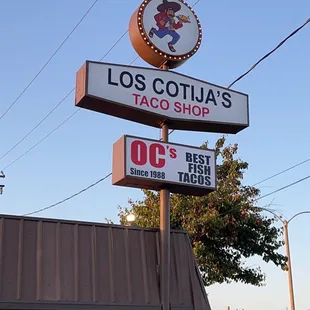 LOS COTIJA'S
TACO SHOP
OC's
Since 1988
BEST
FISH
TACOS